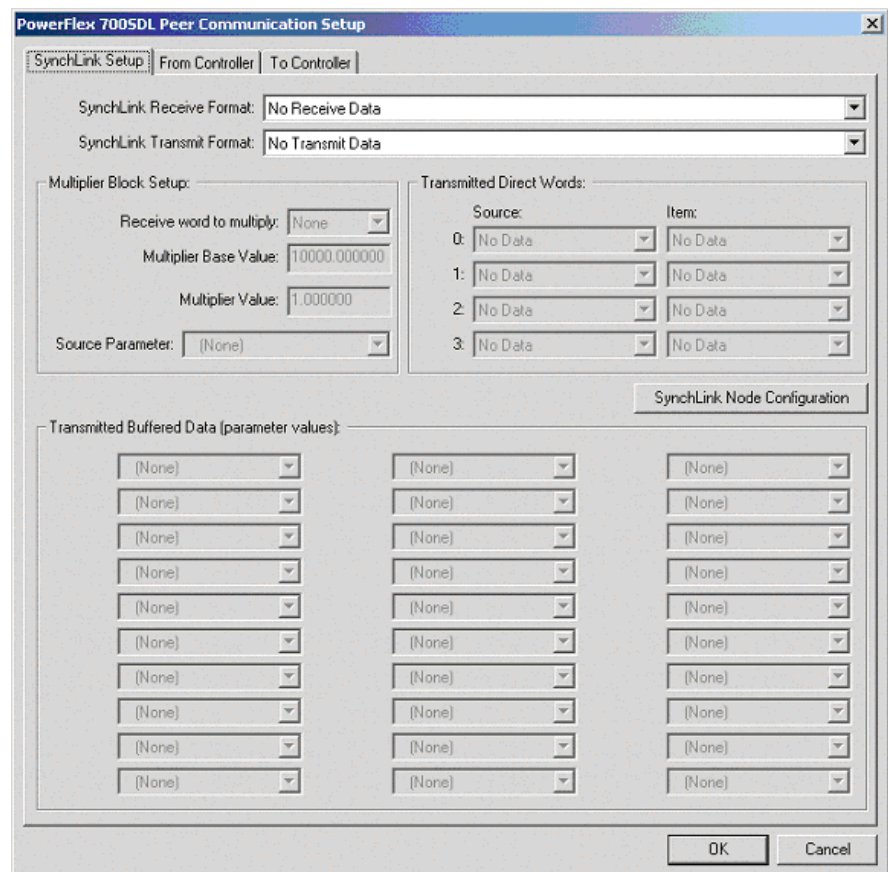 PowerFlex 700SDL Peer Communication Setup
SynchLink Setup From Controller To Controller
SynchLink Receive Format: No Receive Data
SynchLink Transmit Format: No Transmit Data
Multiplier Block Setup:
Receive word to multiply: None
Multiplier Base Value: 10000.000000
Multiplier Value: 1.000000
Source Parameter: (None)
Transmitted Direct Words:
Source: Item:
0: No Data No Data
1: No Data No Data
2: No Data No Data
3: No Data No Data
SynchLink Node Configuration
Transmitted Buffered Data (parameter values):
(None) (None) (None)
(None) (None) (None)
(None) (None) (None)
(None) (None) (None)
(None) (None) (None)
(None) (None) (None)
(None) (None) (None)
(None) (None) (None)
(None) (None) (None)
(None) (None) (None)
OK Cancel